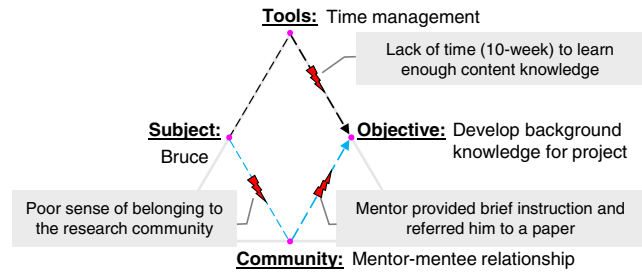 Tools: Time management
Lack of time (10-week) to learn
enough content knowledge
Subject:
Bruce
Objective: Develop background
knowledge for project
Poor sense of belonging to
the research community
Mentor provided brief instruction and
referred him to a paper
Community: Mentor-mentee relationship